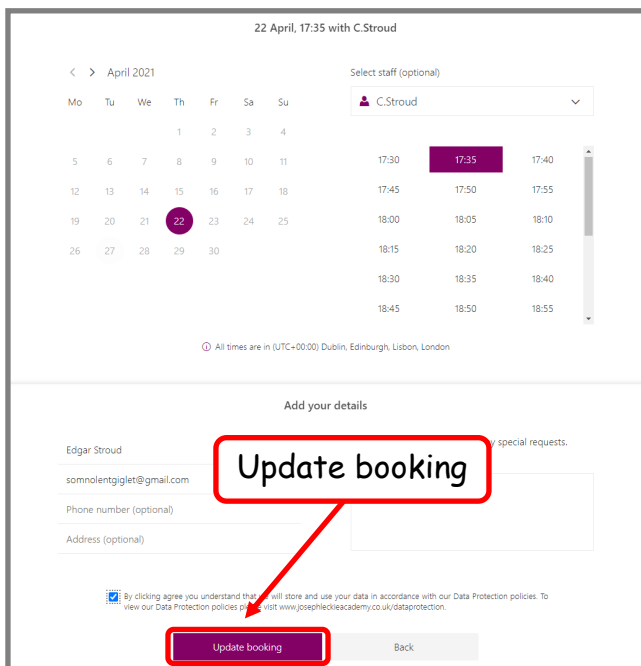 22 April, 17:35 with C.Stroud
< > April 2021
Mo Tu We Th Fr Sa Su
1 2 3 4
5 6 7 8 9 10 11
12 13 14 15 16 17 18
19 20 21 22 23 24 25
26 27 28 29 30
Select staff (optional)
C.Stroud
17:30 17:35 17:40
17:45 17:50 17:55
18:00 18:05 18:10
18:15 18:20 18:25
18:30 18:35 18:40
18:45 18:50 18:55
All times are in (UTC+00:00) Dublin, Edinburgh, Lisbon, London
Add your details
Edgar Stroud
somnolentgiglet@gmail.com
Phone number (optional)
Address (optional)
special requests.
Update booking
By clicking agree you understand that we will store and use your data in accordance with our Data Protection policies. To
view our Data Protection policies please visit www.josephleckieacademy.co.uk/dataprotection.
Update booking
Back